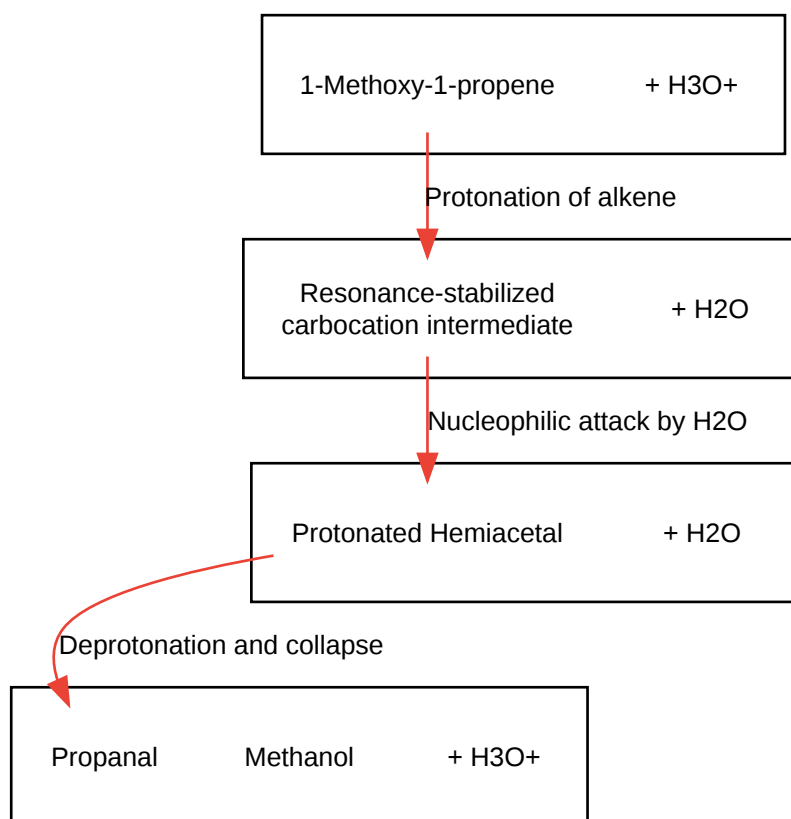 1-Methoxy-1-propene + H3O+
Protonation of alkene
Resonance-stabilized
carbocation intermediate + H2O
Nucleophilic attack by H2O
Protonated Hemiacetal + H2O
Deprotonation and collapse
Propanal Methanol + H3O+